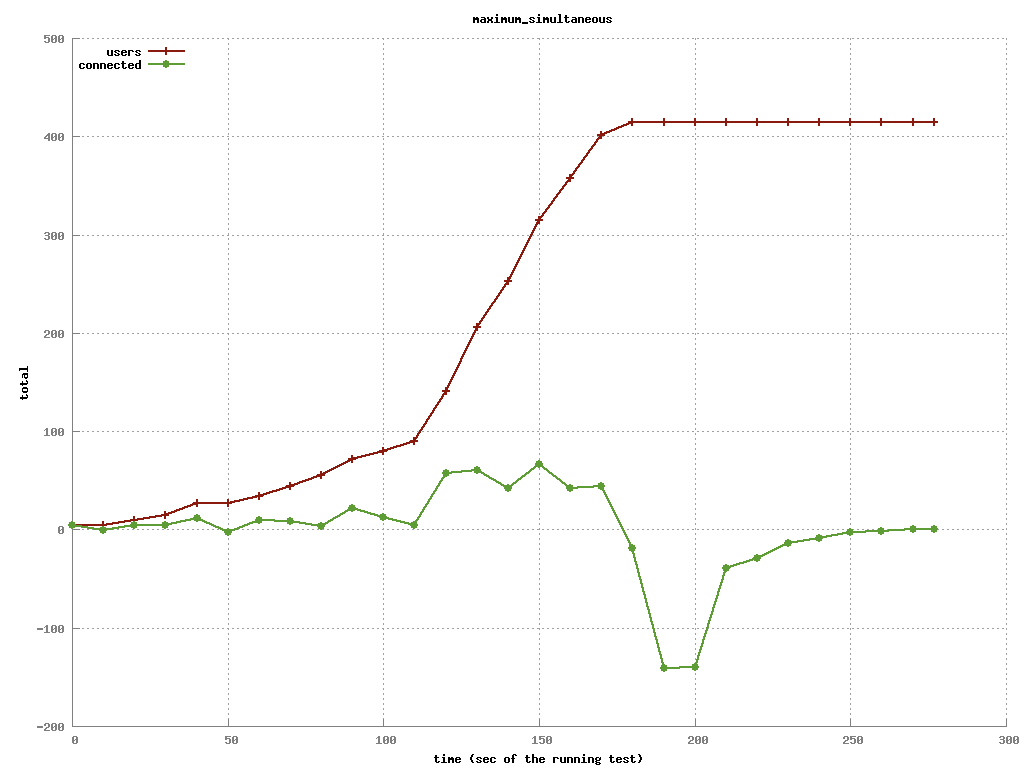 maximum_simultaneous
500
users
connected
400
300
200
total
100
0
-100
-200
0 50 100 150 200 250 300
time (sec of the running test)